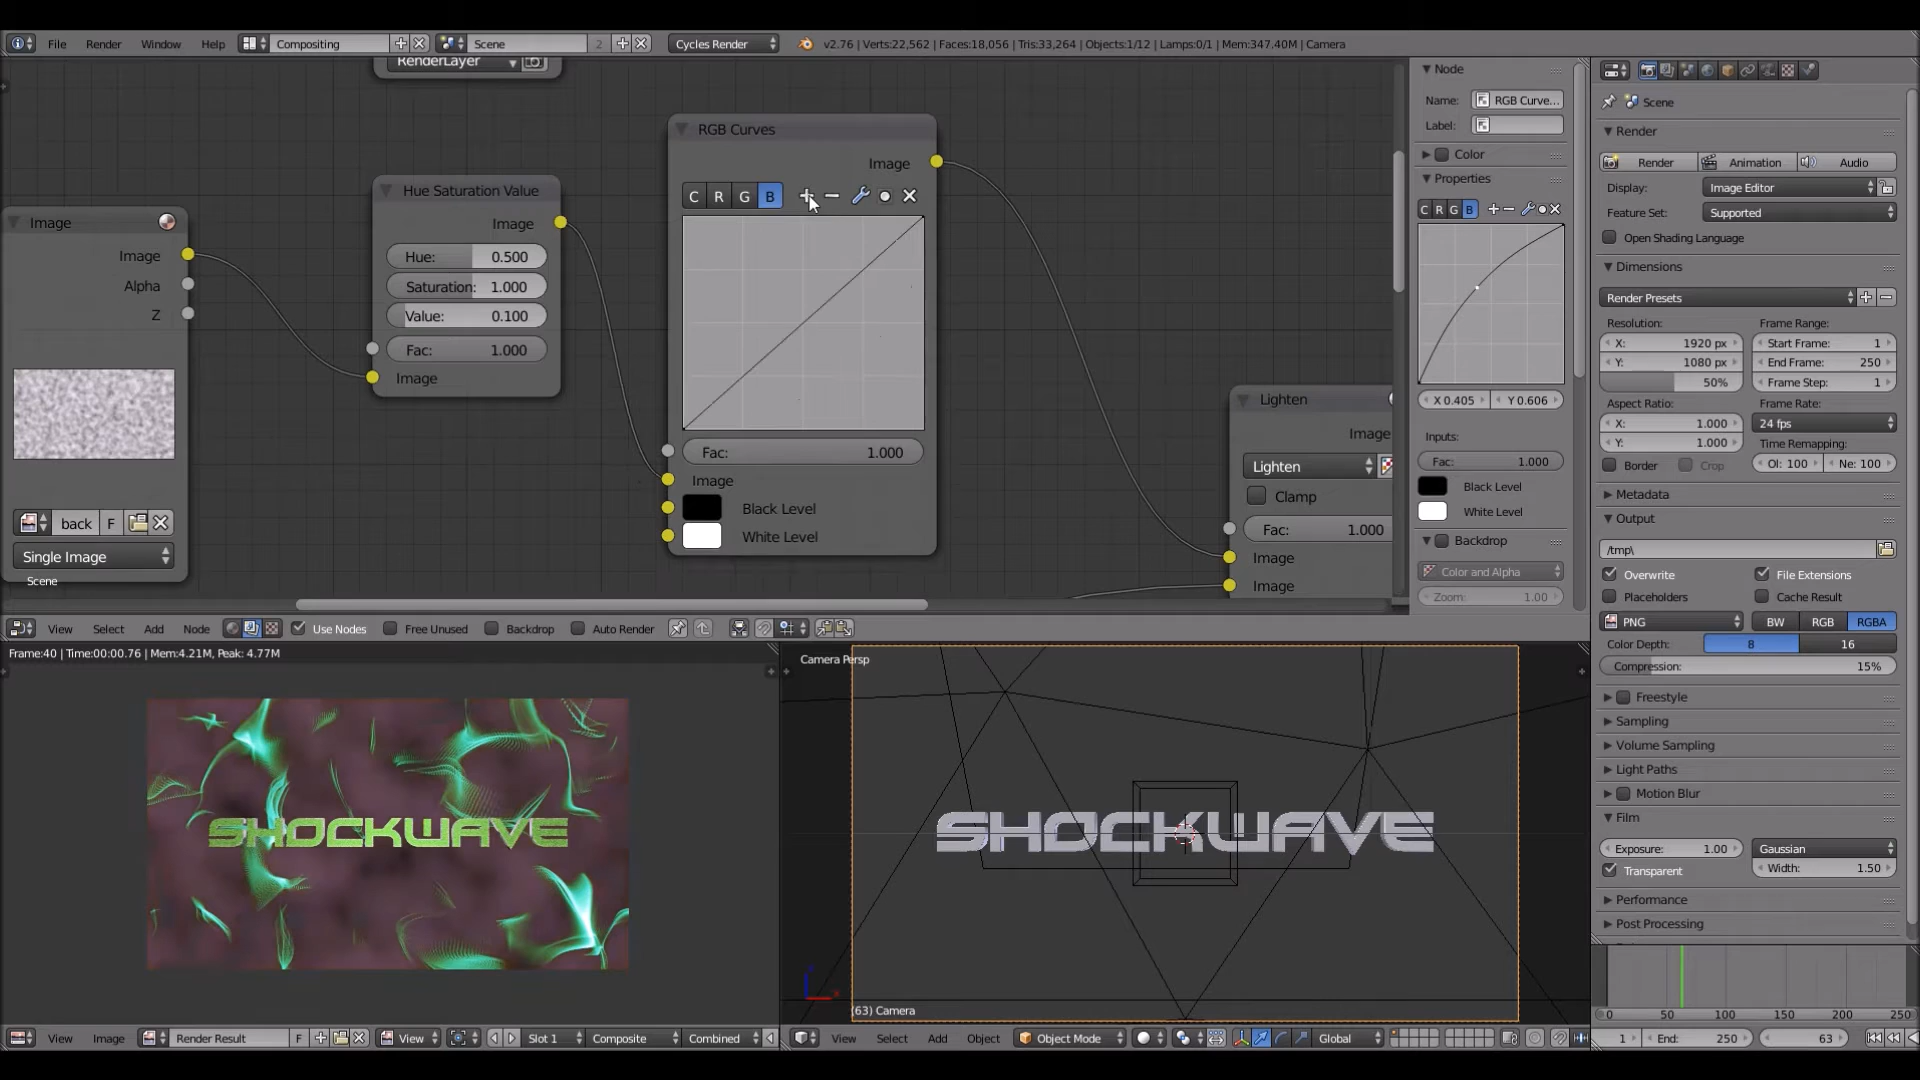 File Render Window Help Compositing Scene 2 Cycles Render v2.76 | Verts:22,562 | Faces:18,056 | Tris:33,264 | Objects:1/12 | Lamps:0/1 | Mem:347.40M | Camera
RenderLayer
Image
Image
Alpha
Z
back F
Single Image
Scene
Hue Saturation Value
Image
Hue: 0.500
Saturation: 1.000
Value: 0.100
Fac: 1.000
Image
RGB Curves
Image
C R G B
Fac: 1.000
Image
Black Level
White Level
Lighten
Image
Lighten
Clamp
Fac: 1.000
Image
Image
Node
Name: RGB Curve...
Label:
Color
Properties
C R G B
X 0.405 Y 0.606
Inputs:
Fac: 1.000
Black Level
White Level
Backdrop
Color and Alpha
Zoom: 1.00
View Select Add Node Use Nodes Free Unused Backdrop Auto Render
Frame:40 | Time:00:00.76 | Mem:4.21M, Peak: 4.77M
SHOCKWAVE
View Image Render Result F View Slot 1 Composite Combined
Camera Persp
SHOCKWAVE
(63) Camera
View Select Add Object Object Mode Global
Scene
Render
Render Animation Audio
Display: Image Editor
Feature Set: Supported
Open Shading Language
Dimensions
Render Presets
Resolution: Frame Range:
X: 1920 px Start Frame: 1
Y: 1080 px End Frame: 250
50% Frame Step: 1
Aspect Ratio: Frame Rate:
X: 1.000 24 fps
Y: 1.000 Time Remapping:
Border Crop Ol: 100 Ne: 100
Metadata
Output
/tmp\
Overwrite File Extensions
Placeholders Cache Result
PNG BW RGB RGBA
Color Depth: 8 16
Compression: 15%
Freestyle
Sampling
Volume Sampling
Light Paths
Motion Blur
Film
Exposure: 1.00 Gaussian
Transparent Width: 1.50
Performance
Post Processing
0 50 100 150 200 250
1 End: 250 63